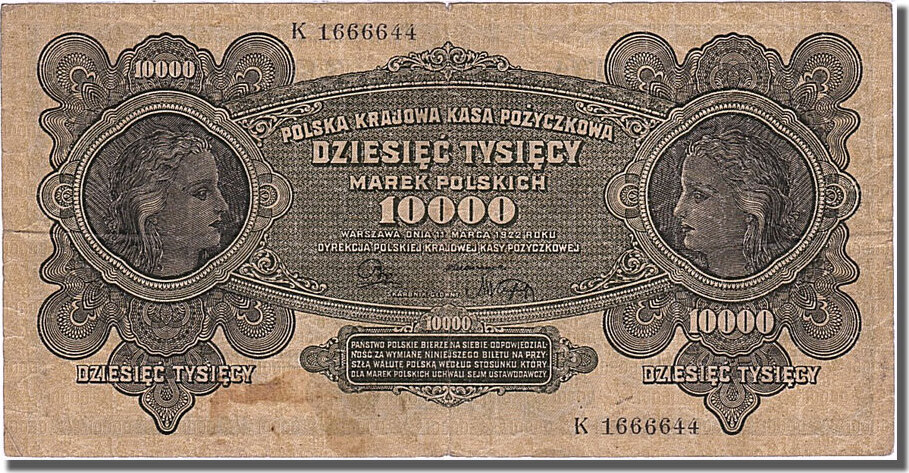 K 1666644
10000
POLSKA KRAJOWA KASA POŻYCZKOWA
DZIESIĘĆ TYSIĘCY
MAREK POLSKICH
10000
WARSZAWA DNIA 11 MARCA 1922 ROKU
DYREKCJA POLSKIEJ KRAJOWEJ KASY POŻYCZKOWEJ
10000
10000
PAŃSTWO POLSKIE BIERZE NA SIEBIE ODPOWIEDZIAL
NOŚĆ ZA WYMIANĘ NINIEJSZEGO BILETU NA PRZY
SZŁĄ WALUTĘ POLSKĄ WEDŁUG STOSUNKU, KTÓRY
DLA MAREK POLSKICH UCHWALI SEJM USTAWODAWCZY
DZIESIĘĆ TYSIĘCY
DZIESIĘĆ TYSIĘCY
K 1666644